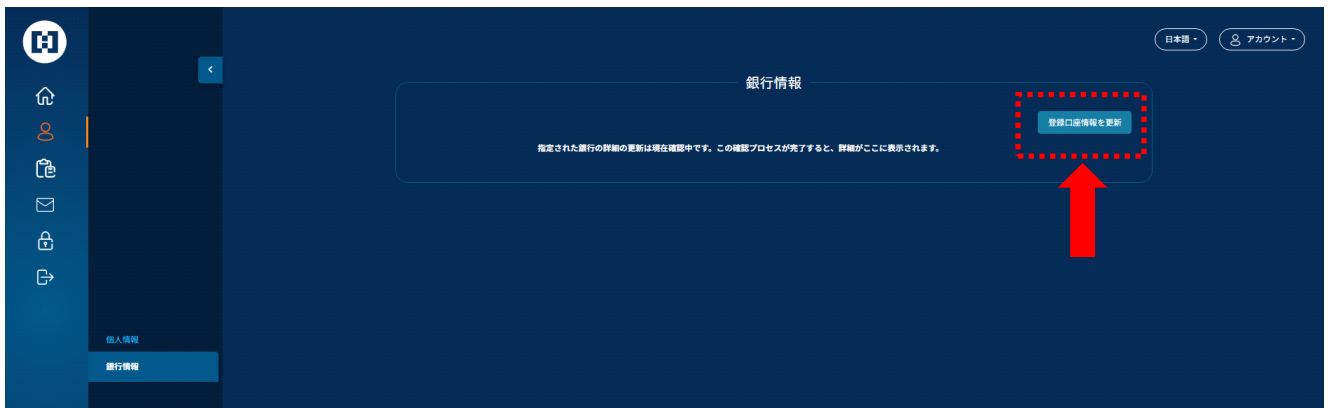 日本語
アカウント
銀行情報
登録口座情報を更新
指定された銀行の詳細の更新は現在確認中です。この確認プロセスが完了すると、詳細がここに表示されます。
個人情報
銀行情報